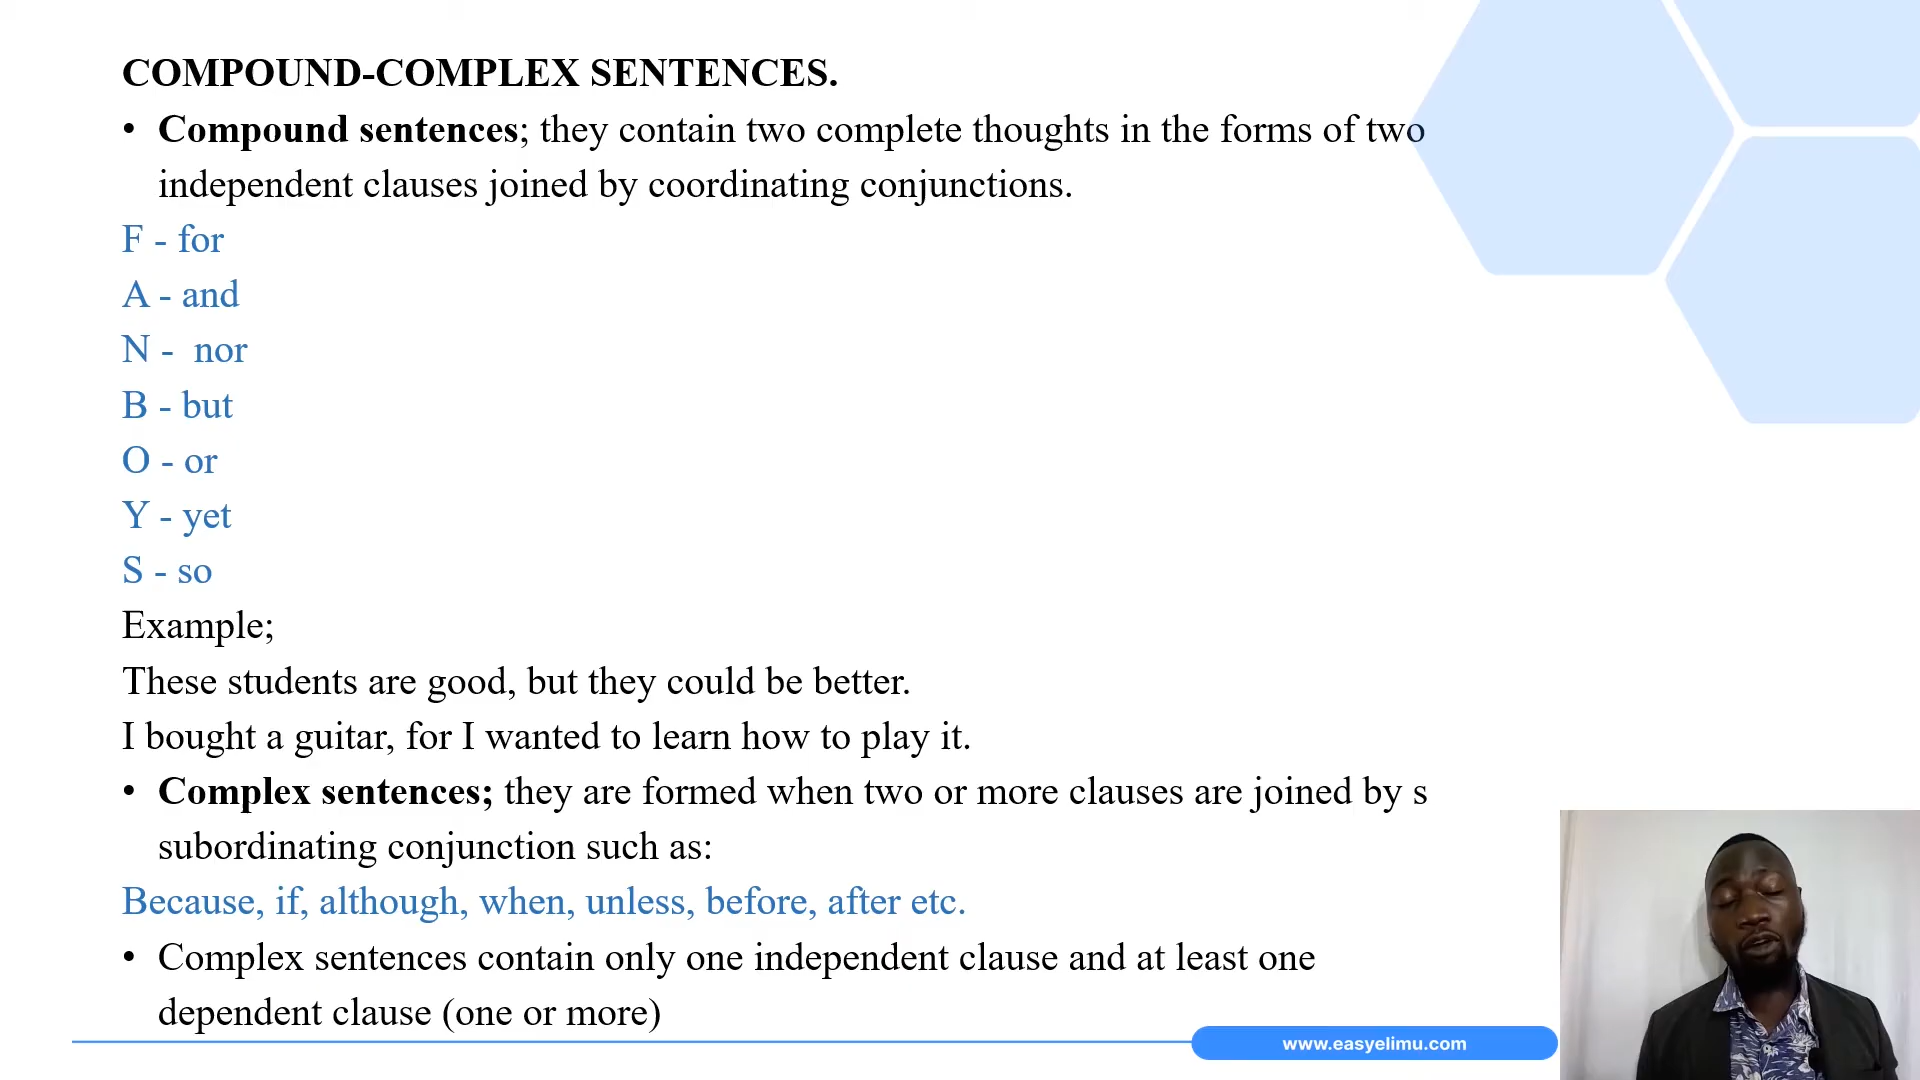 COMPOUND-COMPLEX SENTENCES.
• Compound sentences; they contain two complete thoughts in the forms of two
independent clauses joined by coordinating conjunctions.
F - for
A - and
N - nor
B - but
O - or
Y - yet
S - so
Example;
These students are good, but they could be better.
I bought a guitar, for I wanted to learn how to play it.
• Complex sentences; they are formed when two or more clauses are joined by s
subordinating conjunction such as:
Because, if, although, when, unless, before, after etc.
• Complex sentences contain only one independent clause and at least one
dependent clause (one or more)
www.easyelimu.com